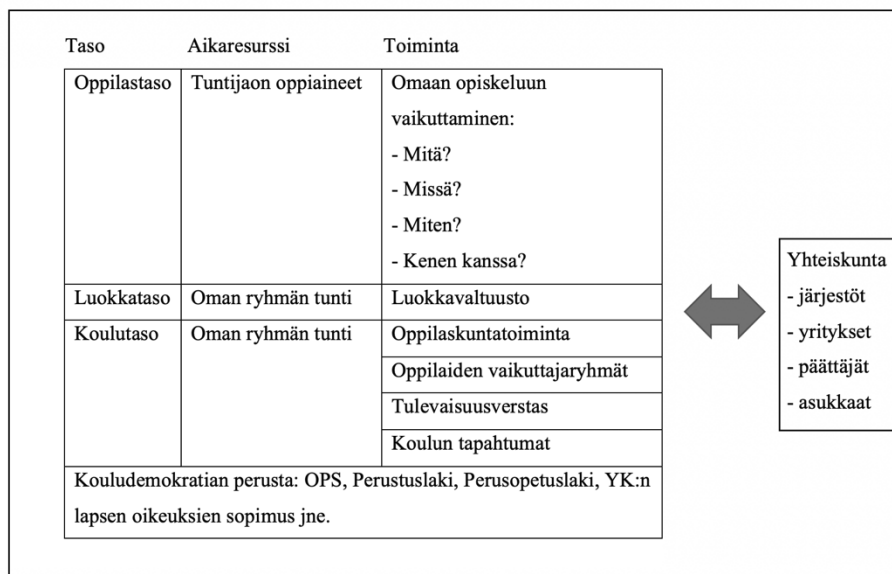 Taso Aikaresurssi Toiminta
Oppilastaso Tuntijaon oppiaineet Omaan opiskeluun
vaikuttaminen:
- Mitä?
- Missä?
- Miten?
- Kenen kanssa?
Luokkataso Oman ryhmän tunti Luokkavaltuusto
Koulutaso Oman ryhmän tunti Oppilaskuntatoiminta
Oppilaiden vaikuttajaryhmät
Tulevaisuusverstas
Koulun tapahtumat
Kouludemokratian perusta: OPS, Perustuslaki, Perusopetuslaki, YK:n
lapsen oikeuksien sopimus jne.
Yhteiskunta
- järjestöt
- yritykset
- päättäjät
- asukkaat